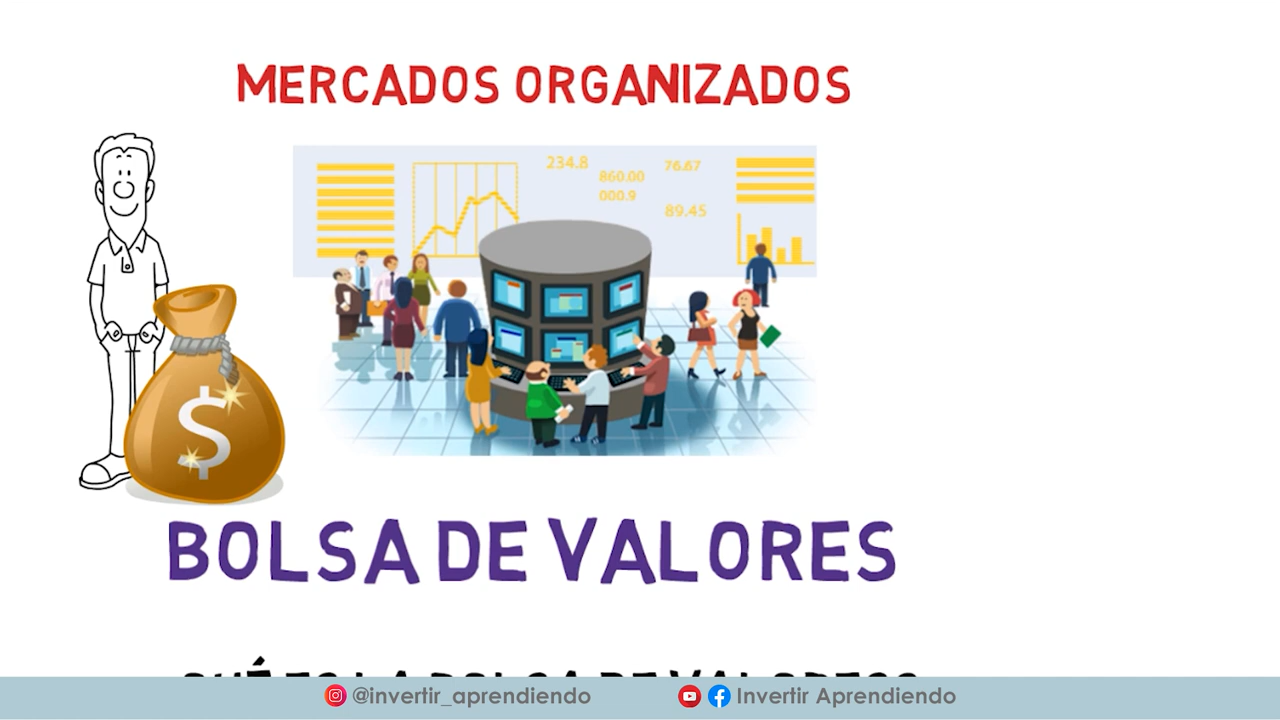 MERCADOS ORGANIZADOS
234.8
860.00
000.9
76.67
89.45
$
BOLSA DE VALORES
@invertir_aprendiendo
Invertir Aprendiendo